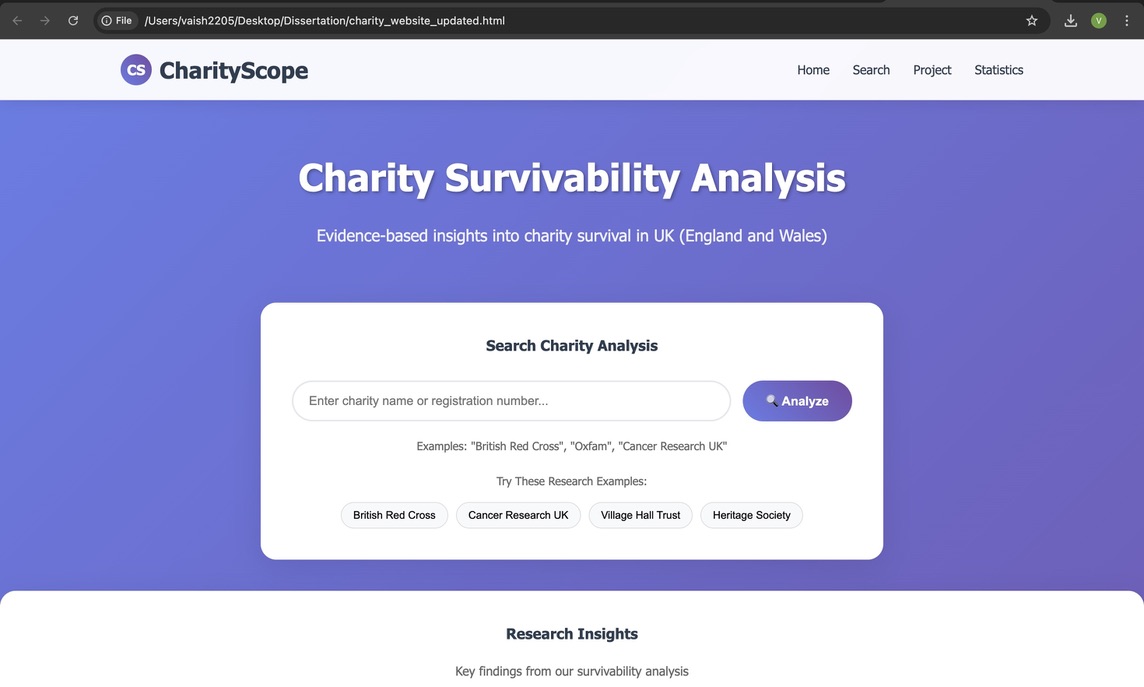 File /Users/vaish2205/Desktop/Dissertation/charity_website_updated.html
V
CS CharityScope
Home Search Project Statistics
Charity Survivability Analysis
Evidence-based insights into charity survival in UK (England and Wales)
Search Charity Analysis
Enter charity name or registration number...
Analyze
Examples: "British Red Cross", "Oxfam", "Cancer Research UK"
Try These Research Examples:
British Red Cross Cancer Research UK Village Hall Trust Heritage Society
Research Insights
Key findings from our survivability analysis